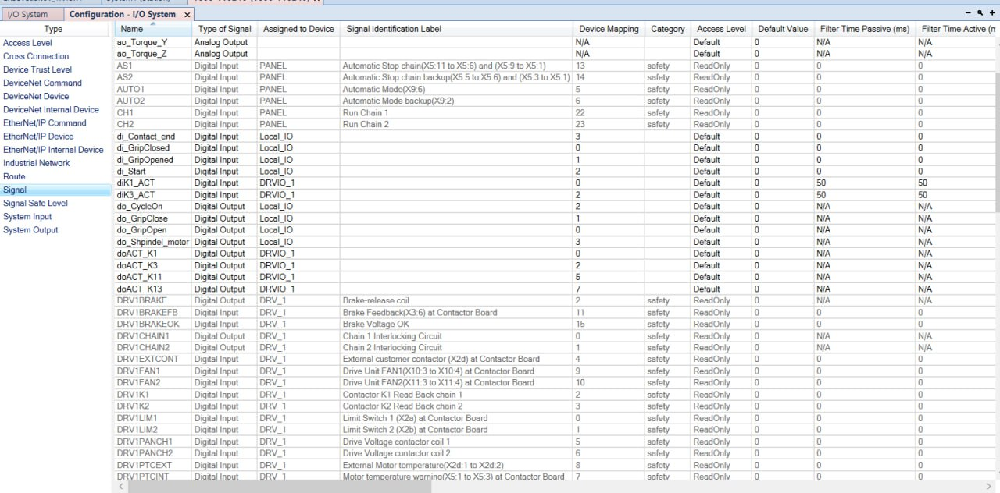 I/O System Configuration - I/O System x
Type Name Type of Signal Assigned to Device Signal Identification Label Device Mapping Category Access Level Default Value Filter Time Passive (ms) Filter Time Active (m
Access Level
Cross Connection
Device Trust Level
DeviceNet Command
DeviceNet Device
DeviceNet Internal Device
EtherNet/IP Command
EtherNet/IP Device
EtherNet/IP Internal Device
Industrial Network
Route
Signal
Signal Safe Level
System Input
System Output
ao_Torque_Y Analog Output N/A Default 0 N/A N/A
ao_Torque_Z Analog Output N/A Default 0 N/A N/A
AS1 Digital Input PANEL Automatic Stop chain(X5:11 to X5:6) and (X5:9 to X5:1) 13 safety ReadOnly 0 0 0
AS2 Digital Input PANEL Automatic Stop chain backup(X5:5 to X5:6) and (X5:3 to X5:1) 14 safety ReadOnly 0 0 0
AUTO1 Digital Input PANEL Automatic Mode(X9:6) 5 safety ReadOnly 0 0 0
AUTO2 Digital Input PANEL Automatic Mode backup(X9:2) 6 safety ReadOnly 0 0 0
CH1 Digital Input PANEL Run Chain 1 22 safety ReadOnly 0 0 0
CH2 Digital Input PANEL Run Chain 2 23 safety ReadOnly 0 0 0
di_Contact_end Digital Input Local_IO 3 Default 0 0 0
di_GripClosed Digital Input Local_IO 0 Default 0 0 0
di_GripOpened Digital Input Local_IO 1 Default 0 0 0
di_Start Digital Input Local_IO 2 Default 0 0 0
diK1_ACT Digital Input DRVIO_1 0 Default 0 50 50
diK3_ACT Digital Input DRVIO_1 2 Default 0 50 50
do_CycleOn Digital Output Local_IO 2 Default 0 N/A N/A
do_GripClose Digital Output Local_IO 1 Default 0 N/A N/A
do_GripOpen Digital Output Local_IO 0 Default 0 N/A N/A
do_Shpindel_motor Digital Output Local_IO 3 Default 0 N/A N/A
doACT_K1 Digital Output DRVIO_1 0 Default 0 N/A N/A
doACT_K3 Digital Output DRVIO_1 2 Default 0 N/A N/A
doACT_K11 Digital Output DRVIO_1 5 Default 0 N/A N/A
doACT_K13 Digital Output DRVIO_1 7 Default 0 N/A N/A
DRV1BRAKE Digital Output DRV_1 Brake-release coil 2 safety ReadOnly 0 N/A N/A
DRV1BRAKEFB Digital Input DRV_1 Brake Feedback(X3:6) at Contactor Board 11 safety ReadOnly 0 0 0
DRV1BRAKEOK Digital Input DRV_1 Brake Voltage OK 15 safety ReadOnly 0 0 0
DRV1CHAIN1 Digital Output DRV_1 Chain 1 Interlocking Circuit 0 safety ReadOnly 0 N/A N/A
DRV1CHAIN2 Digital Output DRV_1 Chain 2 Interlocking Circuit 1 safety ReadOnly 0 N/A N/A
DRV1EXTCONT Digital Input DRV_1 External customer contactor (X2d) at Contactor Board 4 safety ReadOnly 0 0 0
DRV1FAN1 Digital Input DRV_1 Drive Unit FAN1(X10:3 to X10:4) at Contactor Board 9 safety ReadOnly 0 0 0
DRV1FAN2 Digital Input DRV_1 Drive Unit FAN2(X11:3 to X11:4) at Contactor Board 10 safety ReadOnly 0 0 0
DRV1K1 Digital Input DRV_1 Contactor K1 Read Back chain 1 2 safety ReadOnly 0 0 0
DRV1K2 Digital Input DRV_1 Contactor K2 Read Back chain 2 3 safety ReadOnly 0 0 0
DRV1LIM1 Digital Input DRV_1 Limit Switch 1 (X2a) at Contactor Board 0 safety ReadOnly 0 0 0
DRV1LIM2 Digital Input DRV_1 Limit Switch 2 (X2b) at Contactor Board 1 safety ReadOnly 0 0 0
DRV1PANCH1 Digital Input DRV_1 Drive Voltage contactor coil 1 5 safety ReadOnly 0 0 0
DRV1PANCH2 Digital Input DRV_1 Drive Voltage contactor coil 2 6 safety ReadOnly 0 0 0
DRV1PTCEXT Digital Input DRV_1 External Motor temperature(X2d:1 to X2d:2) 8 safety ReadOnly 0 0 0
DRV1PTCINT Digital Input DRV_1 Motor temperature warning(X5:1 to X5:3) at Contactor Board 7 safety ReadOnly 0 0 0